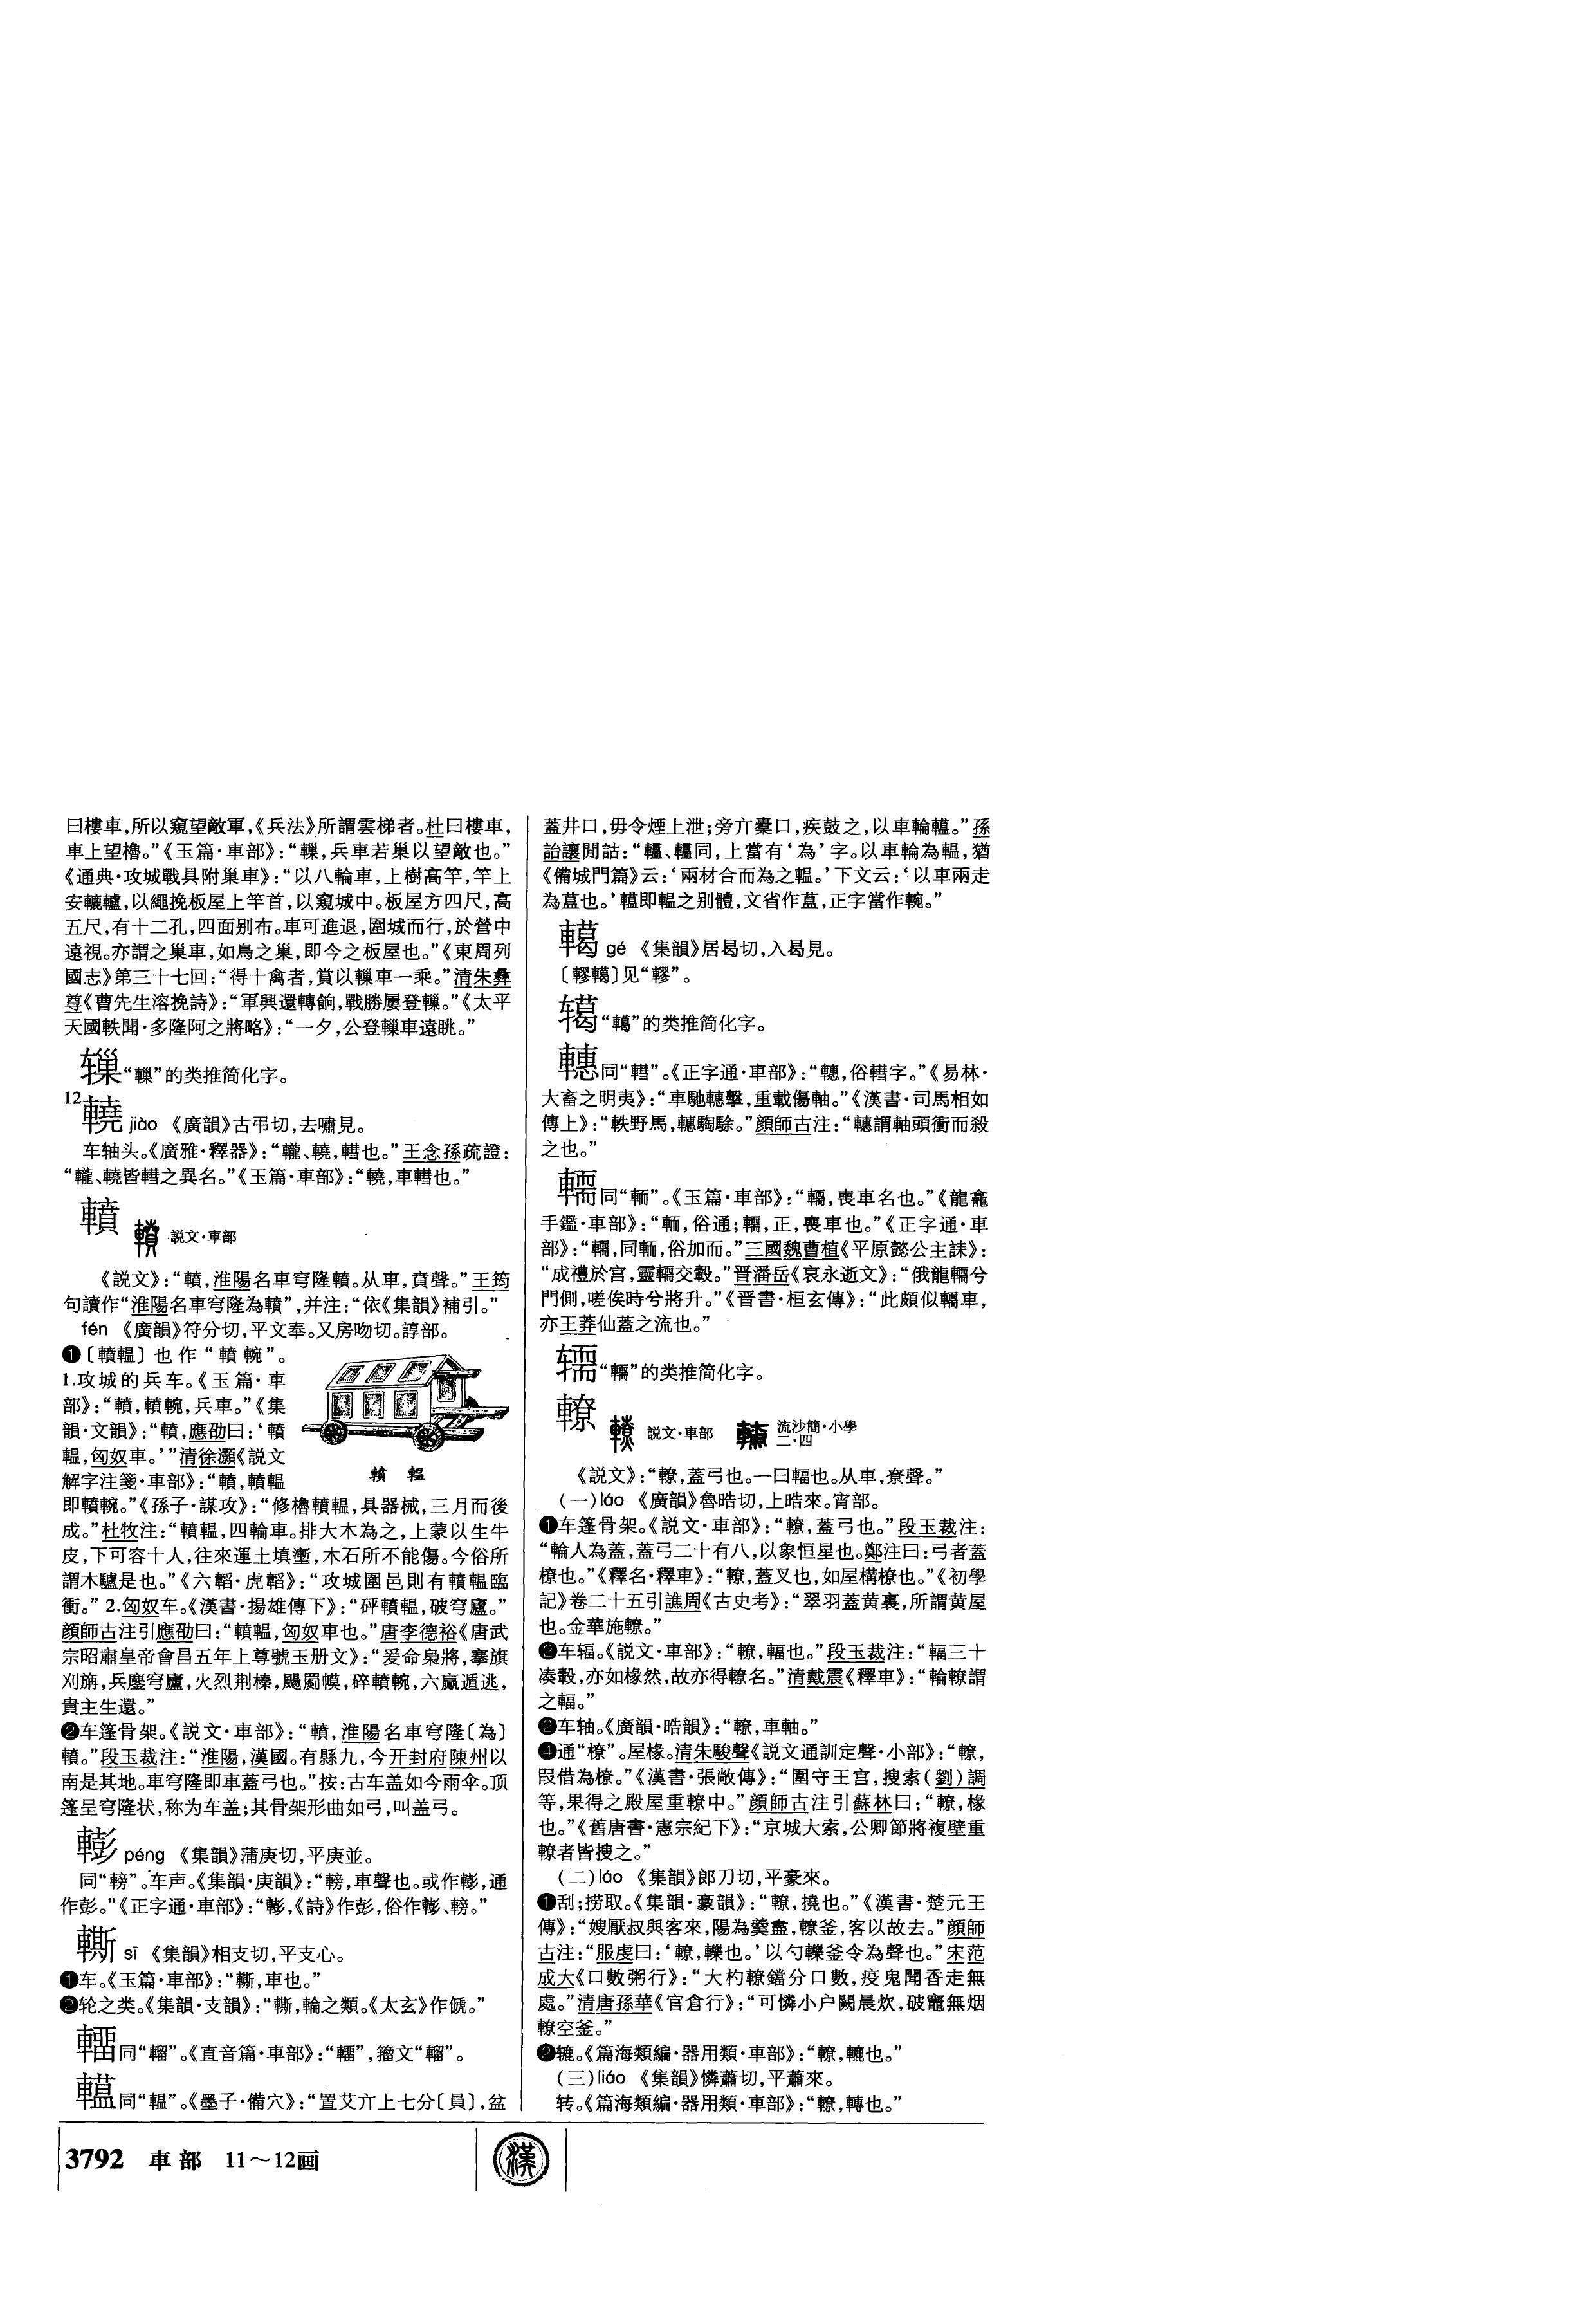 曰樓車,所以窺望敵軍,《兵法》所謂雲梯者。杜曰樓車,
車上望櫓。”《玉篇·車部》:“轈,兵車若巢以望敵也。”
《通典·攻城戰具附巢車》:“以八輪車,上樹高竿,竿上
安轆轤,以繩挽板屋上竿首,以窺城中。板屋方四尺,高
五尺,有十二孔,四面别布。車可進退,圍城而行,於營中
遠視。亦謂之巢車,如鳥之巢,即今之板屋也。”《東周列
國志》第三十七回:“得十禽者,賞以轈車一乘。”清朱彝
尊《曹先生溶挽詩》:“軍興還轉餉,戰勝屢登轈。”《太平
天國軼聞·多隆阿之將略》:“一夕,公登轈車遠眺。”
“轈”的类推简化字。
12
轎 jiào 《廣韻》古弔切,去嘯見。
车轴头。《廣雅·釋器》:“䡁、𨎬,轊也。”王念孫疏證:
皆轊之異名。”《玉篇·車部》:“𨎬,車轊也。”
轒 説文·車部
《説文》:“轒,淮陽名車穹隆轒。从車,賁聲。”王筠
句讀作“淮陽名車穹隆為轒”,并注:“依《集韻》補引。”
fén 《廣韻》符分切,平文奉。又房吻切。諄部。
❶〔轒輼〕也作“轒䡝”。
1.攻城的兵车。《玉篇·車
部》:“轒,轒䡝,兵車。”《集
韻·文韻》:“轒,應劭曰:‘轒
輼,匈奴車。’”清徐灝《説文
解字注箋·車部》:“轒,轒輼
即轒䡝。”《孫子·謀攻》:“修櫓轒輼,具器械,三月而後
成。”杜牧注:“轒輼,四輪車。排大木為之,上蒙以生牛
皮,下可容十人,往來運土填塹,木石所不能傷。今俗所
謂木驢是也。”《六韜·虎韜》:“攻城圍邑則有轒輼臨
衝。” 2.匈奴车。《漢書·揚雄傳下》:“砰轒輼,破穹廬。”
顔師古注引應劭曰:“轒輼,匈奴車也。”唐李德裕《唐武
宗昭肅皇帝會昌五年上尊號玉册文》:“爰命梟將,搴旗
刈旃,兵鏖穹廬,火烈荆榛,颺罽幙,碎轒䡝,六驘遁逃,
貴主生還。”
❷车篷骨架。《説文·車部》:“轒,淮陽名車穹隆〔為〕
轒。”段玉裁注:“淮陽,漢國。有縣九,今开封府陳州以
南是其地。車穹隆即車蓋弓也。”按:古车盖如今雨伞。顶
篷呈穹隆状,称为车盖;其骨架形曲如弓,叫盖弓。
péng 《集韻》蒲庚切,平庚並。
同“䡻”。车声。《集韻·庚韻》:“䡻,車聲也。或作𨎳,通
作彭。”《正字通·車部》:“𨎳,《詩》作彭,俗作𨎳、䡻。”
sī 《集韻》相支切,平支心。
❶车。《玉篇·車部》:“車也。”
❷轮之类。《集韻·支韻》:“輪之類。《太玄》作傂。”
同“輺”。《直音篇·車部》:籀文“輺”。
同“輼”。《墨子·備穴》:“置艾亣上七分〔員〕,盆
蓋井口,毋令煙上泄;旁亣橐口,疾鼓之,以車輪轀。”孫
詒讓閒詁:“𨏔、轀同,上當有‘為’字。以車輪為輼,猶
《備城門篇》云:‘兩材合而為之輼。’下文云:‘以車兩走
為蒀也。’轀即輼之别體,文省作蒀,正字當作䡝。”
轕 gé 《集韻》居曷切,入曷見。
〔轇轕〕见“轇”。
“轕”的类推简化字。
轗同“轊”。《正字通·車部》:“𨎥,俗轊字。”《易林·
大畜之明夷》:“車馳𨎥擊,重載傷軸。”《漢書·司馬相如
傳上》:“軼野馬,𨎥騊駼。”顔師古注:“𨎥謂軸頭衝而殺
之也。”
轜同“輀”。《玉篇·車部》:“轜,喪車名也。”《龍龕
手鑑·車部》:“輀,俗通;轜,正,喪車也。”《正字通·車
部》:“轜,同輀,俗加而。”三國魏曹植《平原懿公主誄》:
“成禮於宫,靈轜交轂。”晋潘岳《哀永逝文》:“俄龍轜兮
門側,嗟俟時兮將升。”《晋書·桓玄傳》:“此頗似轜車,
亦王莽仙蓋之流也。”
“轜”的类推简化字。
轑 説文·車部 流沙簡·小學二·四
《説文》:“轑,蓋弓也。一曰輻也。从車,尞聲。”
(一)láo 《廣韻》魯晧切,上晧來。宵部。
❶车篷骨架。《説文·車部》:“轑,蓋弓也。”段玉裁注:
“輪人為蓋,蓋弓二十有八,以象恒星也。鄭注曰:弓者蓋
橑也。”《釋名·釋車》:“轑,蓋叉也,如屋構橑也。”《初學
記》卷二十五引譙周《古史考》:“翠羽蓋黄裏,所謂黄屋
也。金華施轑。”
❷车辐。《説文·車部》:“轑,輻也。”段玉裁注:“輻三十
凑轂,亦如椽然,故亦得轑名。”清戴震《釋車》:“輪轑謂
之輻。”
❷车轴。《廣韻·晧韻》:“轑,車軸。”
❹通“橑”。屋椽。清朱駿聲《説文通訓定聲·小部》:“轑,
叚借為橑。”《漢書·張敞傳》:“圍守王宫,搜索(劉)調
等,果得之殿屋重轑中。”顔師古注引蘇林曰:“轑,椽
也。”《舊唐書·憲宗紀下》:“京城大索,公卿節將複壁重
轑者皆搜之。”
(二)láo 《集韻》郎刀切,平豪來。
❶刮;捞取。《集韻·豪韻》:“轑,撓也。”《漢書·楚元王
傳》:“嫂厭叔與客來,陽為羹盡,轑釜,客以故去。”顔師
古注:“服虔曰:‘轑,轢也。’以勺轢釜令為聲也。”宋范
成大《口數粥行》:“大杓轑鐺分口數,疫鬼聞香走無
處。”清唐孫華《官倉行》:“可憐小户闕晨炊,破竈無烟
轑空釜。”
❷辘。《篇海類編·器用類·車部》:“轑,轆也。”
(三)liáo 《集韻》憐蕭切,平蕭來。
转。《篇海類編·器用類·車部》:“轑,轉也。”
轒 輼
3792 車部 11～12画
漢